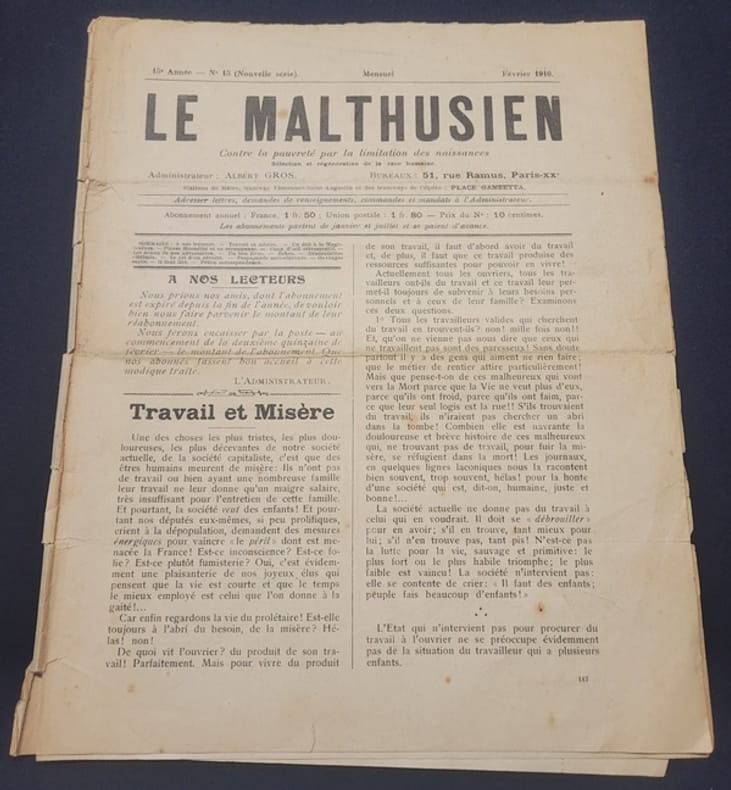 15e Année — No 15 (Nouvelle série). Mensuel Février 1910.
LE MALTHUSIEN
Contre la pauvreté par la limitation des naissances
Sélection et régénération de la race humaine
Administrateur : ALBERT GROS. BUREAUX : 51, rue Ramus, Paris-XXe
Stations du Métro, tramway Vincennes-Saint-Augustin et des tramways de l'Opéra : PLACE GAMBETTA.
Adresser lettres, demandes de renseignements, commandes et mandats à l'Administrateur.
Abonnement annuel : France, 1 fr. 50 ; Union postale : 1 fr. 80 — Prix du No : 10 centimes.
Les abonnements partent de janvier et juillet et se paient d'avance.
SOMMAIRE : A nos lecteurs. — Travail et misère.
A NOS LECTEURS
Nous prions nos amis, dont l'abonnement
est expiré depuis la fin de l'année, de vouloir
bien nous faire parvenir le montant de leur
réabonnement.
Nous ferons encaisser par la poste — au
commencement de la deuxième quinzaine de
février — le montant de l'abonnement. Que
nos abonnés fassent bon accueil à cette
modique traite.
L'ADMINISTRATEUR.
Travail et Misère
Une des choses les plus tristes, les plus dou-
loureuses, les plus décevantes de notre société
actuelle, de la société capitaliste, c'est que des
êtres humains meurent de misère: Ils n'ont pas
de travail ou bien ayant une nombreuse famille
leur travail ne leur donne qu'un maigre salaire,
très insuffisant pour l'entretien de cette famille.
Et pourtant, la société veut des enfants! Et pour-
tant nos députés eux-mêmes, si peu prolifiques,
crient à la dépopulation, demandent des mesures
énergiques pour vaincre « le péril » dont est me-
nacée la France! Est-ce inconscience? Est-ce fo-
lie? Est-ce plutôt fumisterie? Oui, c'est évidem-
ment une plaisanterie de nos joyeux élus qui
pensent que la vie est courte et que le temps
le mieux employé est celui que l'on donne à la
gaîté!...
Car enfin regardons la vie du prolétaire! Est-elle
toujours à l'abri du besoin, de la misère? Hé-
las! non!
De quoi vit l'ouvrier? du produit de son tra-
vail! Parfaitement. Mais pour vivre du produit
de son travail, il faut d'abord avoir du travail
et, de plus, il faut que ce travail produise des
ressources suffisantes pour pouvoir en vivre!
Actuellement tous les ouvriers, tous les tra-
vailleurs ont-ils du travail et ce travail leur per-
met-il toujours de subvenir à leurs besoins per-
sonnels et à ceux de leur famille? Examinons
ces deux questions.
1o Tous les travailleurs valides qui cherchent
du travail en trouvent-ils? non! mille fois non!!
Et, qu'on ne vienne pas nous dire que ceux qui
ne travaillent pas sont des paresseux! Sans doute
partout il y a des gens qui aiment ne rien faire;
que le métier de rentier attire particulièrement!
Mais que pense-t-on de ces malheureux qui vont
vers la Mort parce que la Vie ne veut plus d'eux,
parce qu'ils ont froid, parce qu'ils ont faim, par-
ce que leur seul logis est la rue!! S'ils trouvaient
du travail, ils n'iraient pas chercher un abri
dans la tombe! Combien elle est navrante la
douloureuse et brève histoire de ces malheureux
qui, ne trouvant pas de travail, pour fuir la mi-
sère, se réfugient dans la mort! Les journaux,
en quelques lignes laconiques nous la racontent
bien souvent, trop souvent, hélas! pour la honte
d'une société qui est, dit-on, humaine, juste et
bonne!...
La société actuelle ne donne pas du travail à
celui qui en voudrait. Il doit se « débrouiller »
pour en avoir; s'il en trouve, tant mieux pour
lui; s'il n'en trouve pas, tant pis! N'est-ce pas
la lutte pour la vie, sauvage et primitive: le
plus fort ou le plus habile triomphe; le plus
faible est vaincu! La société n'intervient pas:
elle se contente de crier: « Il faut des enfants;
peuple fais beaucoup d'enfants! »
L'Etat qui n'intervient pas pour procurer du
travail à l'ouvrier ne se préoccupe évidemment
pas de la situation du travailleur qui a plusieurs
enfants.